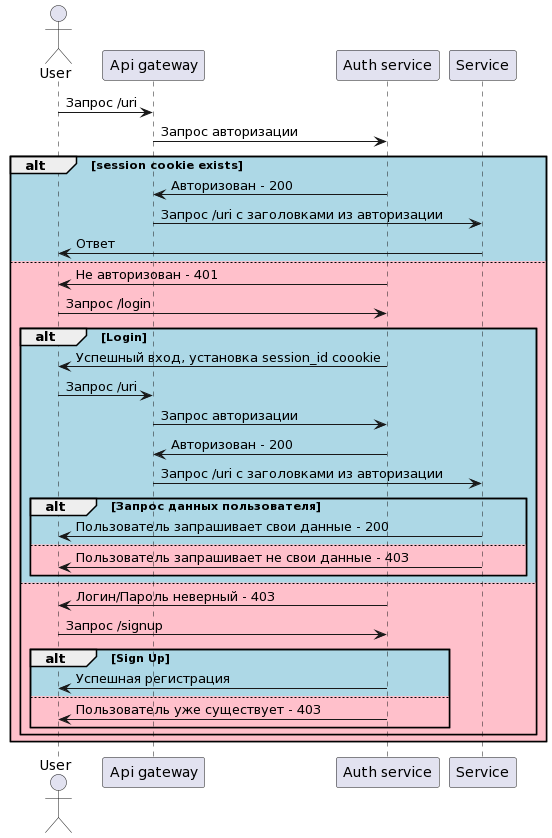 User
Api gateway
Auth service
Service
Запрос /uri
Запрос авторизации
alt
[session cookie exists]
Авторизован - 200
Запрос /uri с заголовками из авторизации
Ответ
Не авторизован - 401
Запрос /login
alt
[Login]
Успешный вход, установка session_id coookie
Запрос /uri
Запрос авторизации
Авторизован - 200
Запрос /uri с заголовками из авторизации
alt
[Запрос данных пользователя]
Пользователь запрашивает свои данные - 200
Пользователь запрашивает не свои данные - 403
Логин/Пароль неверный - 403
Запрос /signup
alt
[Sign Up]
Успешная регистрация
Пользователь уже существует - 403
User
Api gateway
Auth service
Service